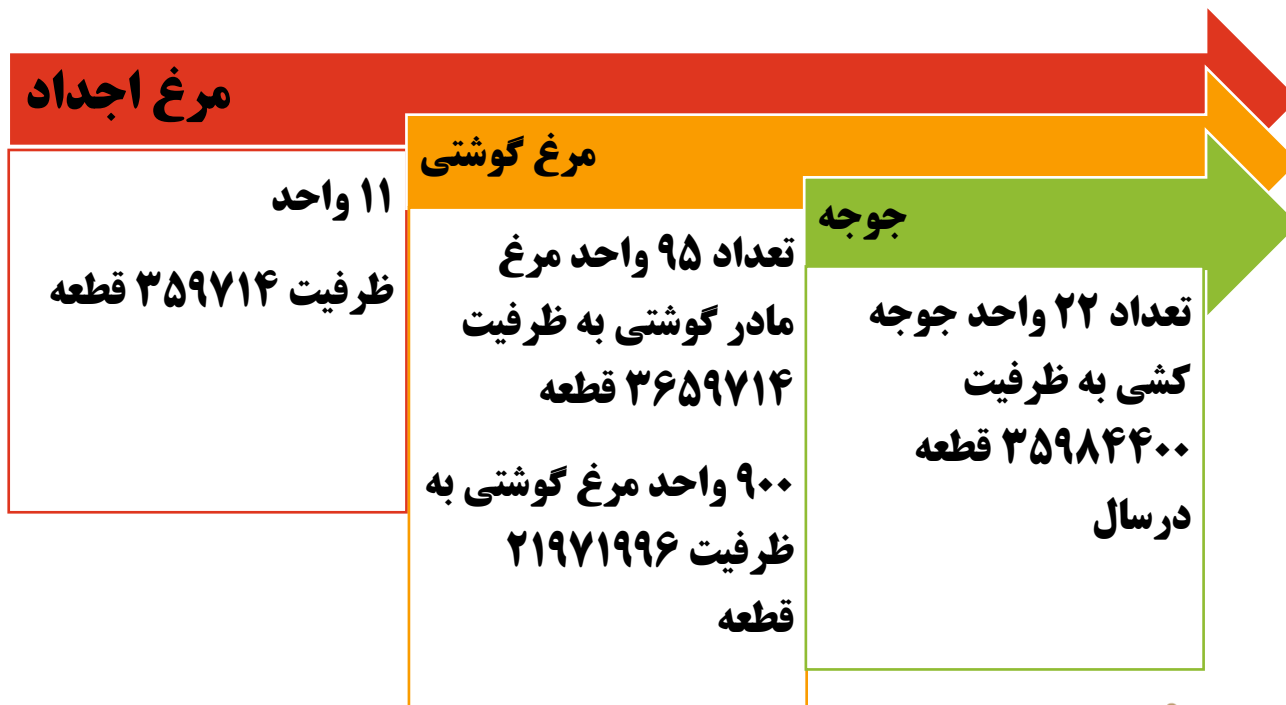 مرغ اجداد
۱۱ واحد
ظرفیت ۳۵۹۷۱۴ قطعه
مرغ گوشتی
تعداد ۹۵ واحد مرغ
مادر گوشتی به ظرفیت
۳۶۵۹۷۱۴ قطعه
۹۰۰ واحد مرغ گوشتی به
ظرفیت ۲۱۹۷۱۹۹۶
قطعه
جوجه
تعداد ۲۲ واحد جوجه
کشی به ظرفیت
۳۵۹۸۴۴۰۰ قطعه
درسال